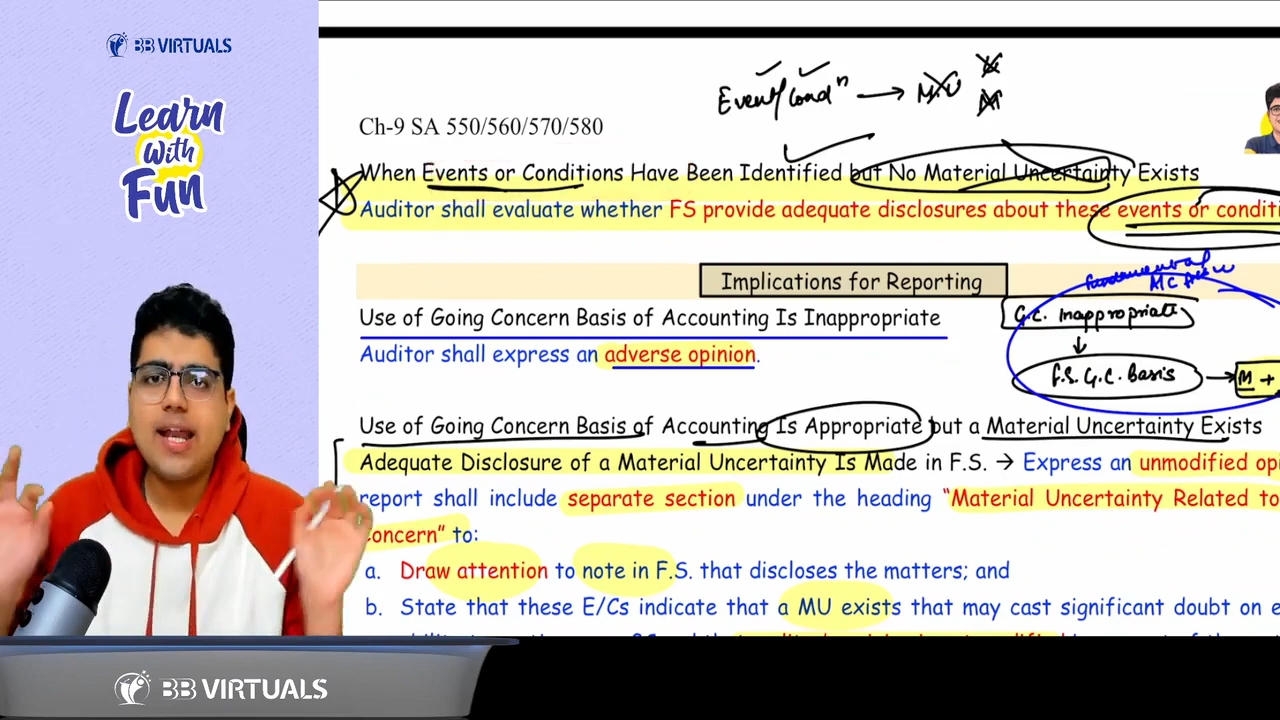 BB VIRTUALS
Learn
With
Fun
Event/Condⁿ → M.U
Ch-9 SA 550/560/570/580
When Events or Conditions Have Been Identified but No Material Uncertainty Exists
Auditor shall evaluate whether FS provide adequate disclosures about these events or conditi
Implications for Reporting
fundamental
Use of Going Concern Basis of Accounting Is Inappropriate
G.C. Inappropriate
↓
Auditor shall express an adverse opinion.
F.S. G.C. Basis → M +
Use of Going Concern Basis of Accounting Is Appropriate but a Material Uncertainty Exists
Adequate Disclosure of a Material Uncertainty Is Made in F.S. → Express an unmodified opi
report shall include separate section under the heading “Material Uncertainty Related to
concern” to:
a. Draw attention to note in F.S. that discloses the matters; and
b. State that these E/Cs indicate that a MU exists that may cast significant doubt on e
BB VIRTUALS